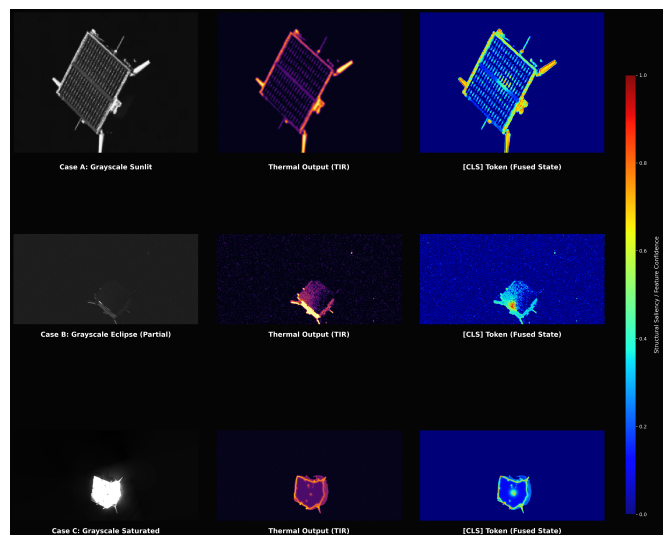 Case A: Grayscale Sunlit
Thermal Output (TIR)
[CLS] Token (Fused State)
Case B: Grayscale Eclipse (Partial)
Thermal Output (TIR)
[CLS] Token (Fused State)
Case C: Grayscale Saturated
Thermal Output (TIR)
[CLS] Token (Fused State)
1.0
0.8
0.6
0.4
0.2
0.0
Structural Saliency / Feature Confidence